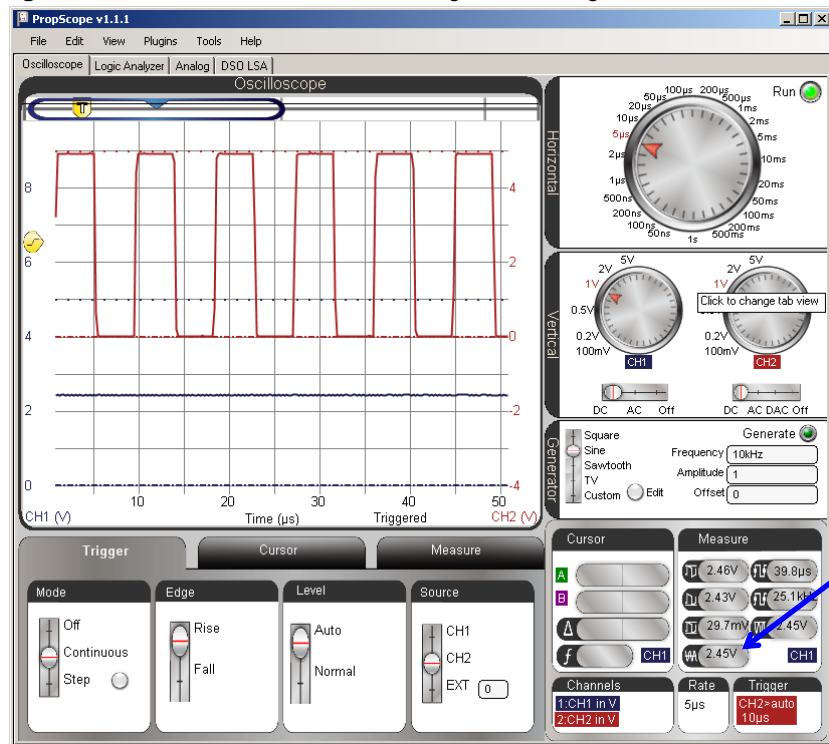 PropScope v1.1.1
File Edit View Plugins Tools Help
Oscilloscope Logic Analyzer Analog DSO LSA
Oscilloscope
T
8
6
4
2
0
4
2
0
-2
-4
10 20 30 40 50
CH1 (V) Time (µs) Triggered CH2 (V)
Horizontal
Run
50ns
100ns
200ns
500ns
1µs
2µs
5µs
10µs
20µs
50µs
100µs
200µs
500µs
1ms
2ms
5ms
10ms
20ms
50ms
100ms
200ms
500ms
1s
Vertical
5V
2V
1V
0.5V
0.2V
100mV
CH1
DC AC Off
5V
2V
1V
Click to change tab view
0.2V
100mV
CH2
DC AC DAC Off
Generator
Square
Sine
Sawtooth
TV
Custom Edit
Generate
Frequency 10kHz
Amplitude 1
Offset 0
Trigger Cursor Measure
Mode
Off
Continuous
Step
Edge
Rise
Fall
Level
Auto
Normal
Source
CH1
CH2
EXT 0
Cursor
A
B
Δ
f CH1
Measure
2.46V 39.8µs
2.43V 25.1kHz
29.7mV 2.45V
2.45V CH1
Channels
1:CH1 in V
2:CH2 in V
Rate
5µs
Trigger
CH2>auto
10µs